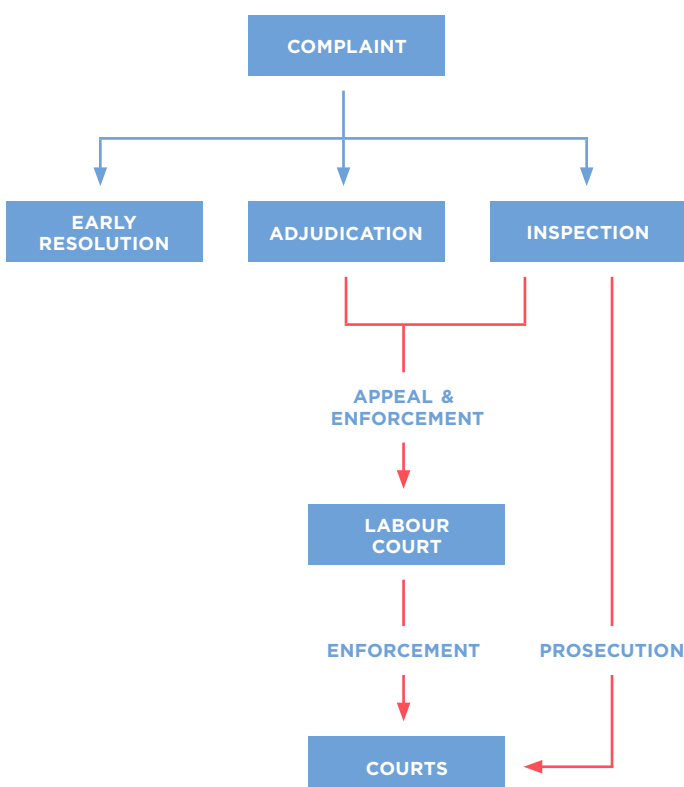 COMPLAINT
EARLY
RESOLUTION
ADJUDICATION
INSPECTION
APPEAL &
ENFORCEMENT
LABOUR
COURT
ENFORCEMENT
PROSECUTION
COURTS